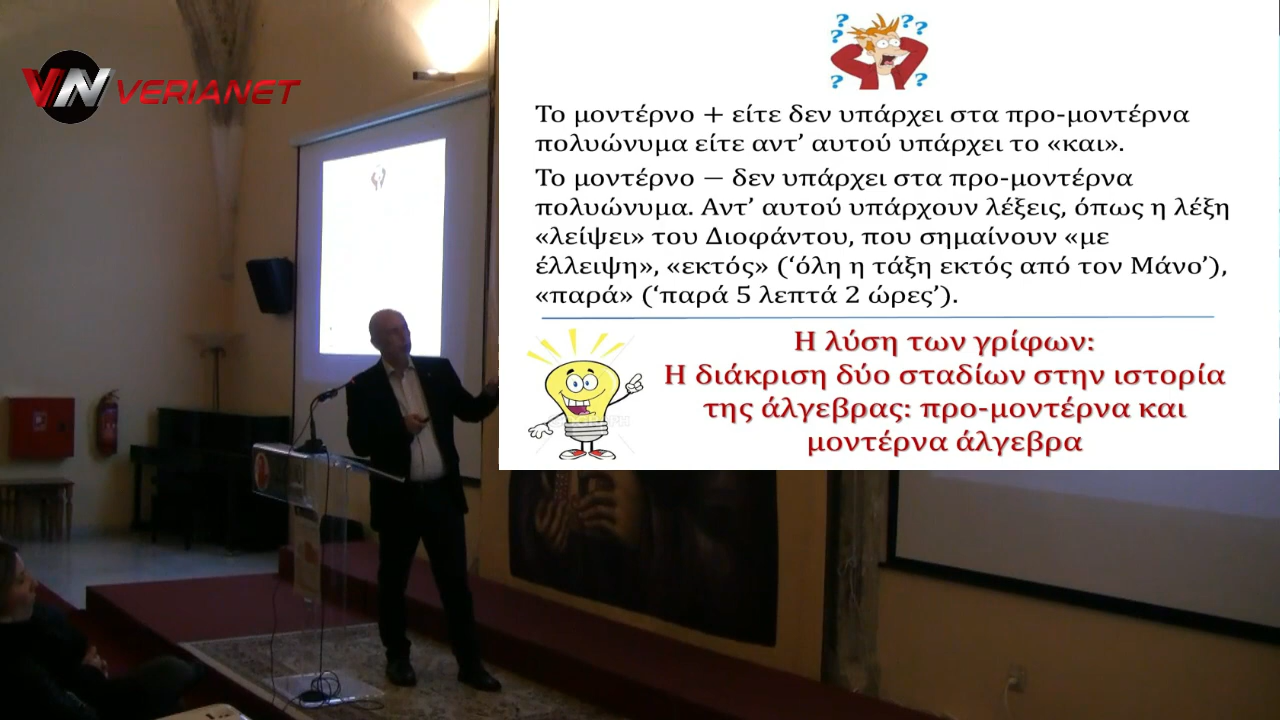 VN VERIANET
Το μοντέρνο + είτε δεν υπάρχει στα προ-μοντέρνα
πολυώνυμα είτε αντ’ αυτού υπάρχει το «και».
Το μοντέρνο – δεν υπάρχει στα προ-μοντέρνα
πολυώνυμα. Αντ’ αυτού υπάρχουν λέξεις, όπως η λέξη
«λείψει» του Διοφάντου, που σημαίνουν «με
έλλειψη», «εκτός» (‘όλη η τάξη εκτός από τον Μάνο’),
«παρά» (‘παρά 5 λεπτά 2 ώρες’).
Η λύση των γρίφων:
Η διάκριση δύο σταδίων στην ιστορία
της άλγεβρας: προ-μοντέρνα και
μοντέρνα άλγεβρα